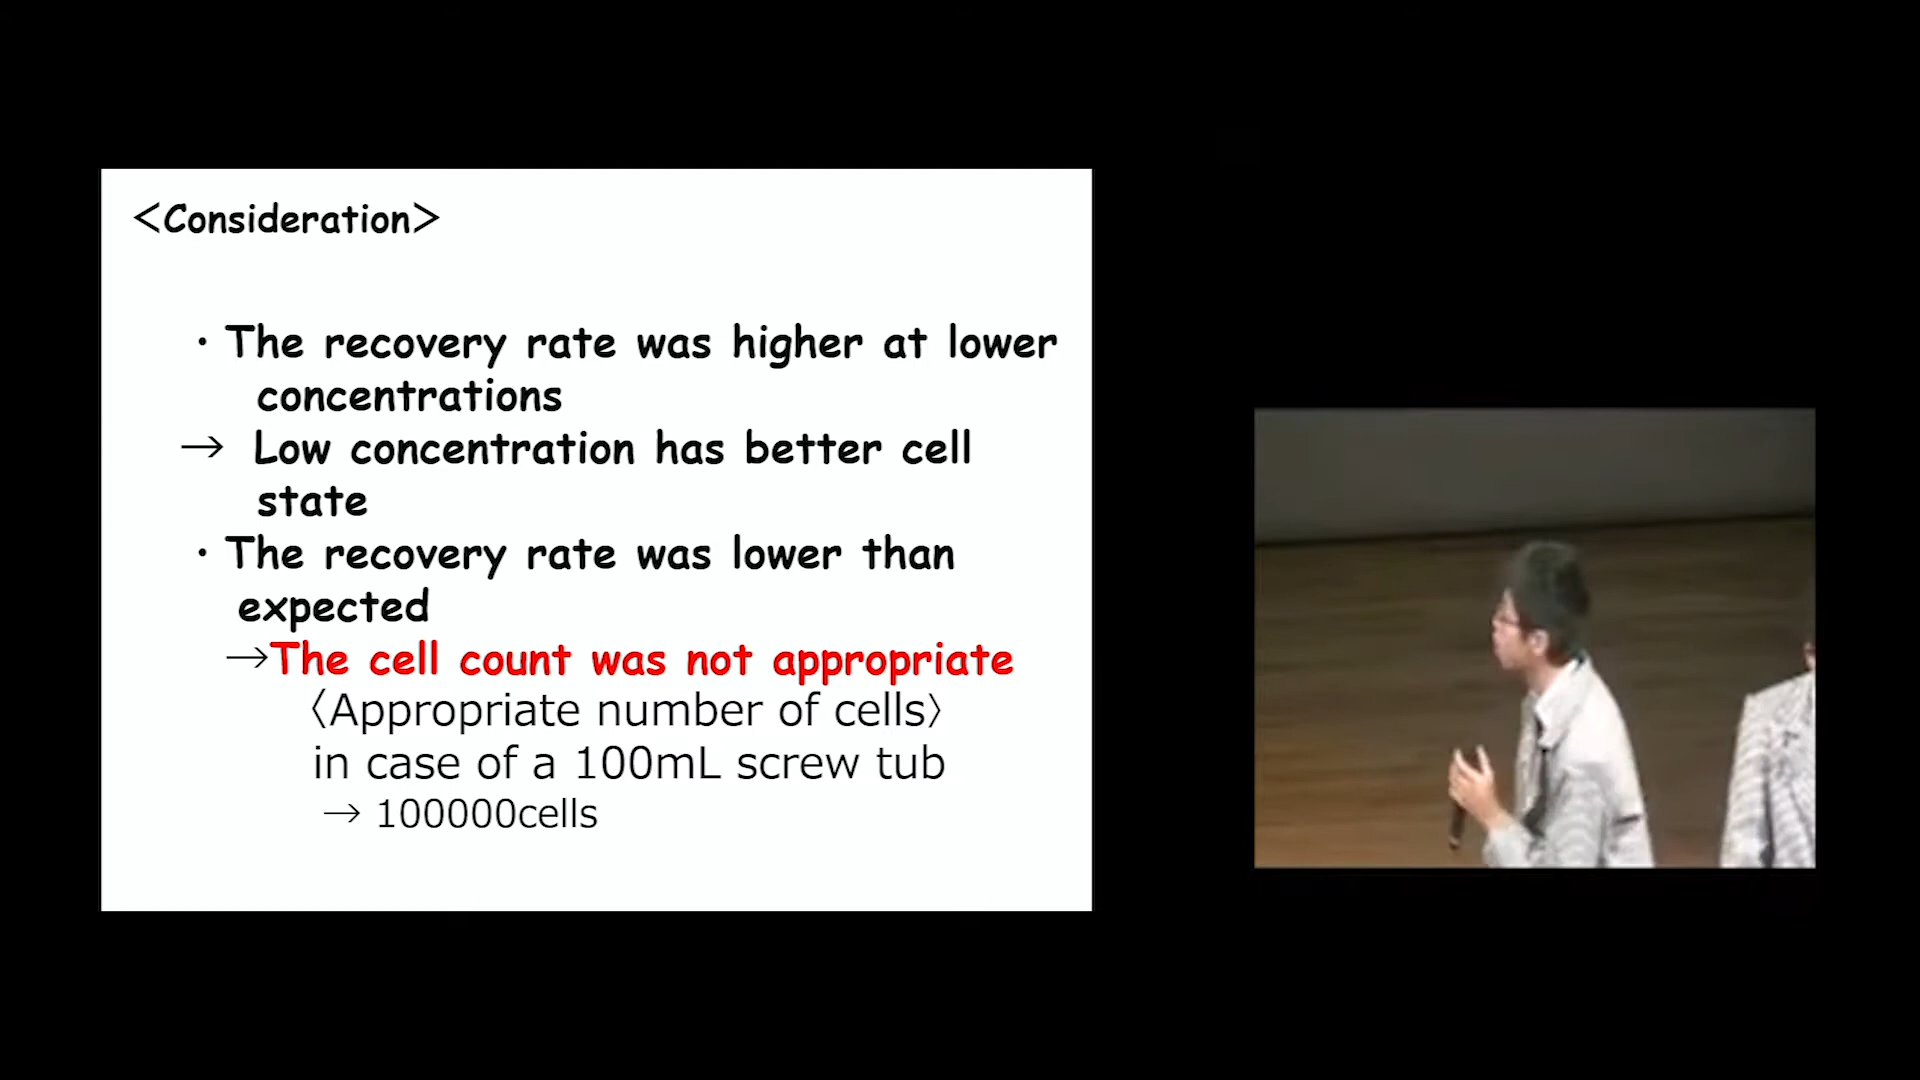 <Consideration>
・The recovery rate was higher at lower
concentrations
→ Low concentration has better cell
state
・The recovery rate was lower than
expected
→The cell count was not appropriate
〈Appropriate number of cells〉
in case of a 100mL screw tub
→ 100000cells